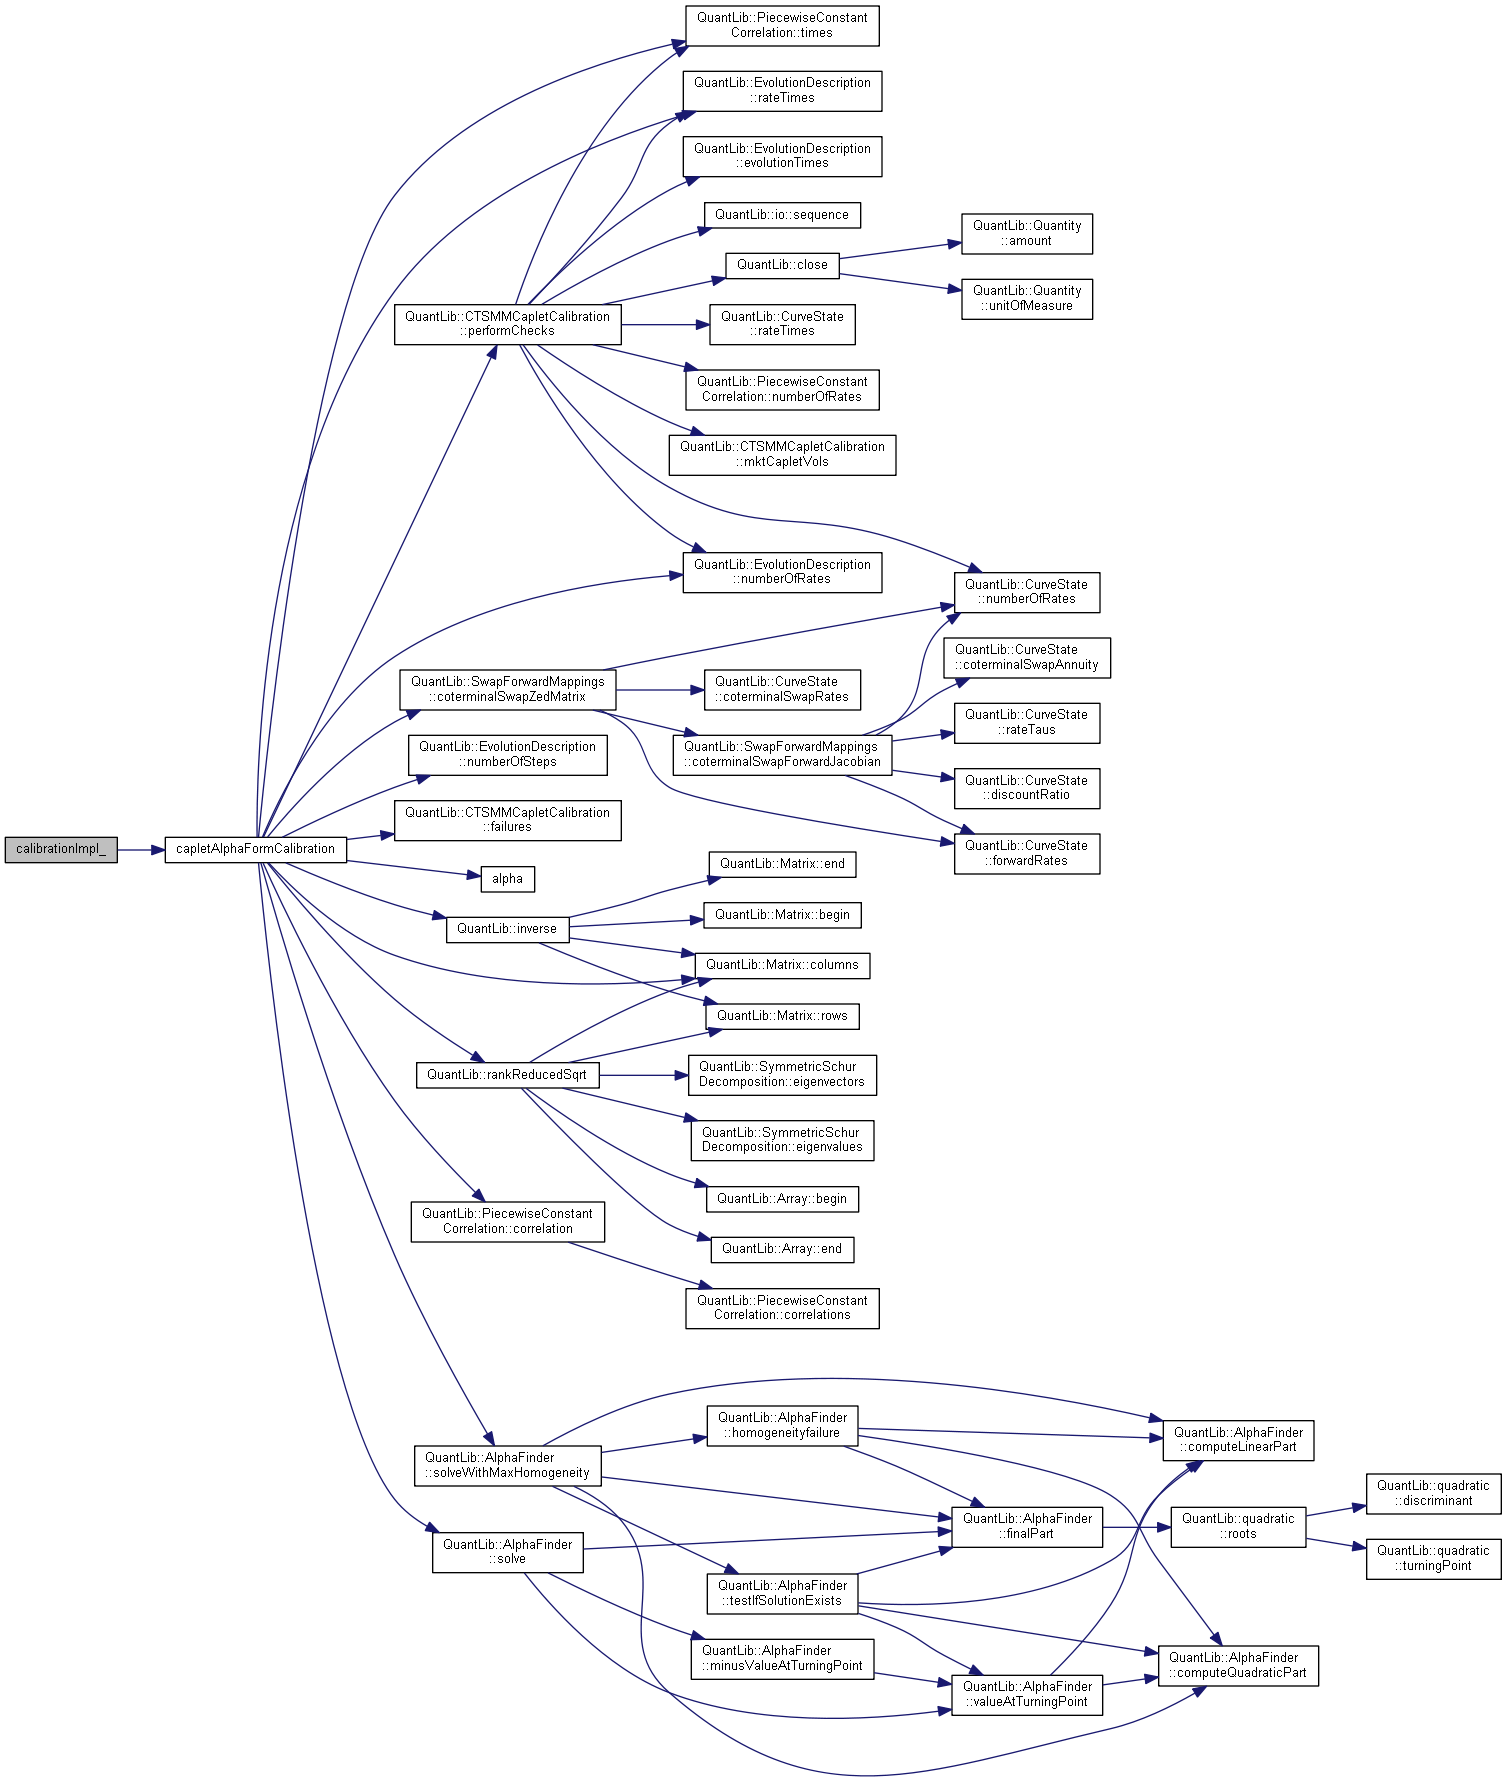 QuantLib::PiecewiseConstant
Correlation::times
QuantLib::EvolutionDescription
::rateTimes
QuantLib::EvolutionDescription
::evolutionTimes
QuantLib::io::sequence
QuantLib::Quantity
::amount
QuantLib::close
QuantLib::Quantity
::unitOfMeasure
QuantLib::CTSMMCapletCalibration
::performChecks
QuantLib::CurveState
::rateTimes
QuantLib::PiecewiseConstant
Correlation::numberOfRates
QuantLib::CTSMMCapletCalibration
::mktCapletVols
QuantLib::EvolutionDescription
::numberOfRates
QuantLib::CurveState
::numberOfRates
QuantLib::CurveState
::coterminalSwapAnnuity
QuantLib::SwapForwardMappings
::coterminalSwapZedMatrix
QuantLib::CurveState
::coterminalSwapRates
QuantLib::CurveState
::rateTaus
QuantLib::EvolutionDescription
::numberOfSteps
QuantLib::SwapForwardMappings
::coterminalSwapForwardJacobian
QuantLib::CurveState
::discountRatio
QuantLib::CTSMMCapletCalibration
::failures
QuantLib::CurveState
::forwardRates
calibrationImpl_
capletAlphaFormCalibration
alpha
QuantLib::Matrix::end
QuantLib::inverse
QuantLib::Matrix::begin
QuantLib::Matrix::columns
QuantLib::Matrix::rows
QuantLib::rankReducedSqrt
QuantLib::SymmetricSchur
Decomposition::eigenvectors
QuantLib::SymmetricSchur
Decomposition::eigenvalues
QuantLib::Array::begin
QuantLib::PiecewiseConstant
Correlation::correlation
QuantLib::Array::end
QuantLib::PiecewiseConstant
Correlation::correlations
QuantLib::AlphaFinder
::homogeneityfailure
QuantLib::AlphaFinder
::computeLinearPart
QuantLib::AlphaFinder
::solveWithMaxHomogeneity
QuantLib::quadratic
::discriminant
QuantLib::AlphaFinder
::finalPart
QuantLib::quadratic
::roots
QuantLib::AlphaFinder
::solve
QuantLib::quadratic
::turningPoint
QuantLib::AlphaFinder
::testIfSolutionExists
QuantLib::AlphaFinder
::minusValueAtTurningPoint
QuantLib::AlphaFinder
::computeQuadraticPart
QuantLib::AlphaFinder
::valueAtTurningPoint